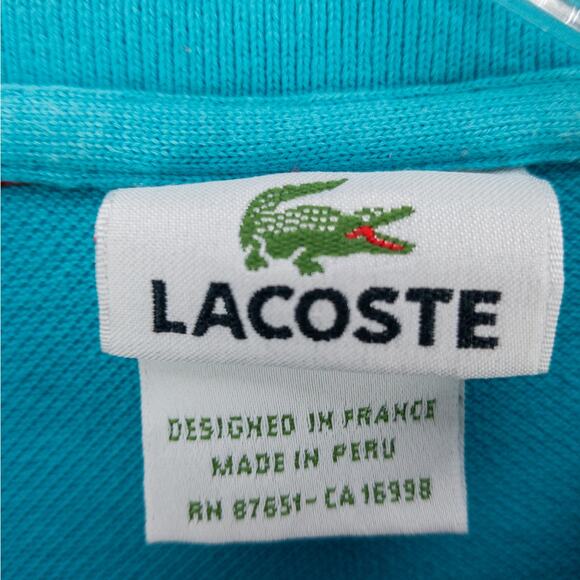 LACOSTE
DESIGNED IN FRANCE
MADE IN PERU
RN 87651-CA 16998